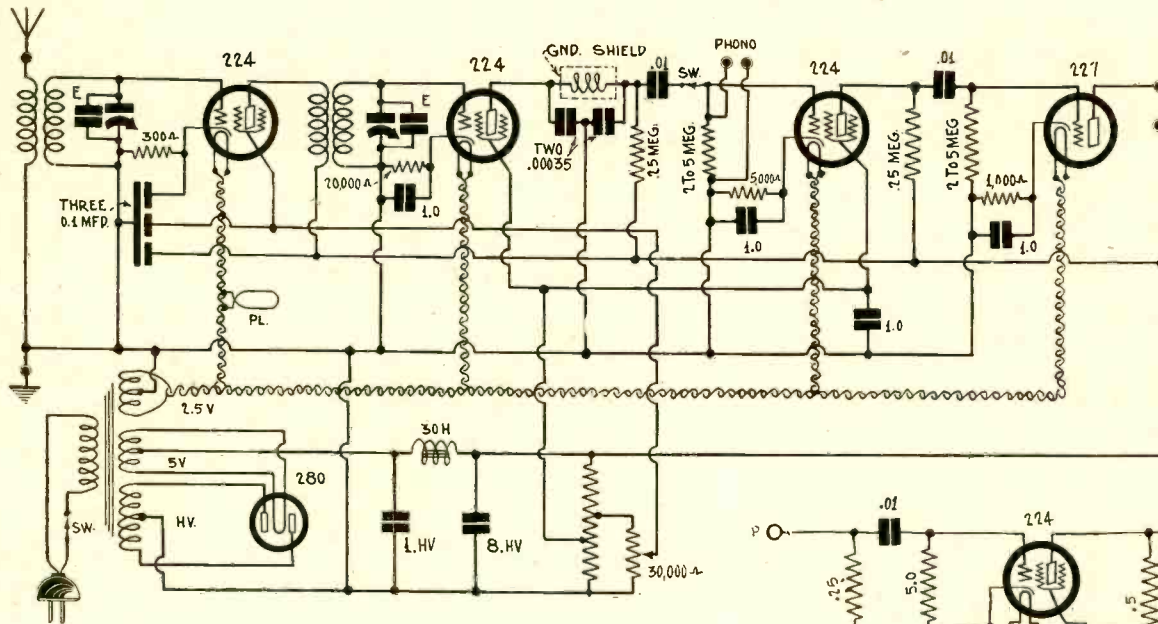 224
224
GND. SHIELD
.01
SW.
PHONO
224
.01
227
E
E
300Ω
20,000Ω
1.0
TWO
.00035
.25 MEG.
2 TO 5 MEG.
5000Ω
1.0
.25 MEG.
2 TO 5 MEG.
1,000Ω
1.0
THREE
0.1 MFD.
PL.
1.0
2.5 V
30H
5V
280
SW.
HV.
1. HV
8. HV
30,000Ω
P
.01
224
.25
5.0
.5